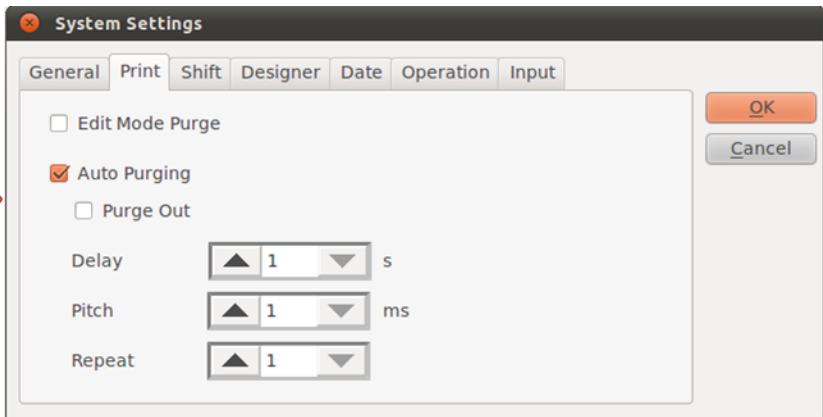 System Settings
General Print Shift Designer Date Operation Input
OK
Edit Mode Purge
Cancel
Auto Purging
Purge Out
Delay 1 s
Pitch 1 ms
Repeat 1